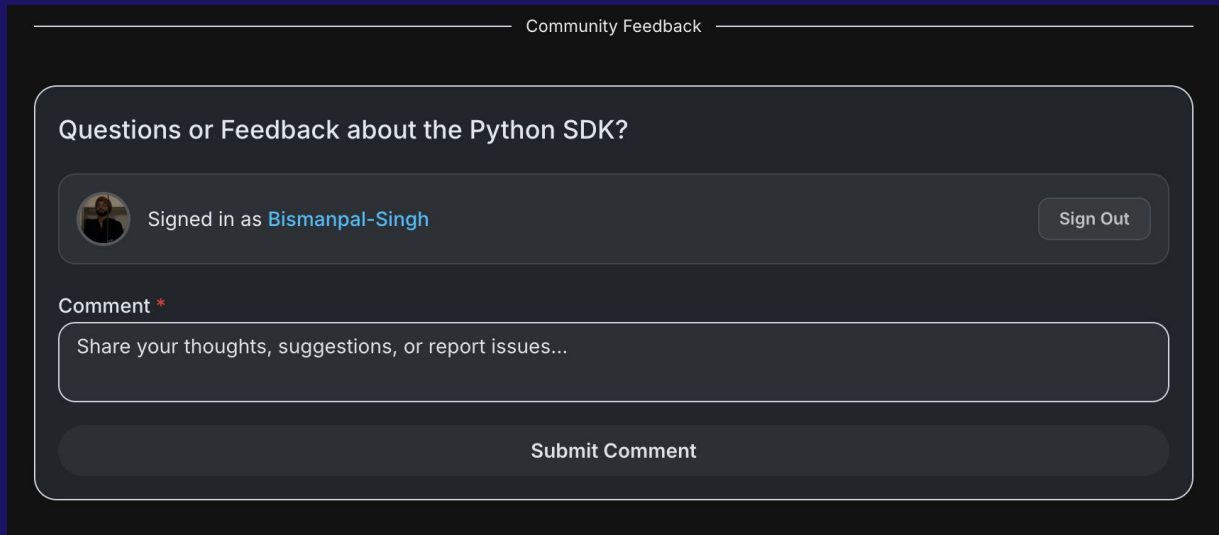 Community Feedback
Questions or Feedback about the Python SDK?
Signed in as Bismanpal-Singh
Sign Out
Comment *
Share your thoughts, suggestions, or report issues...
Submit Comment